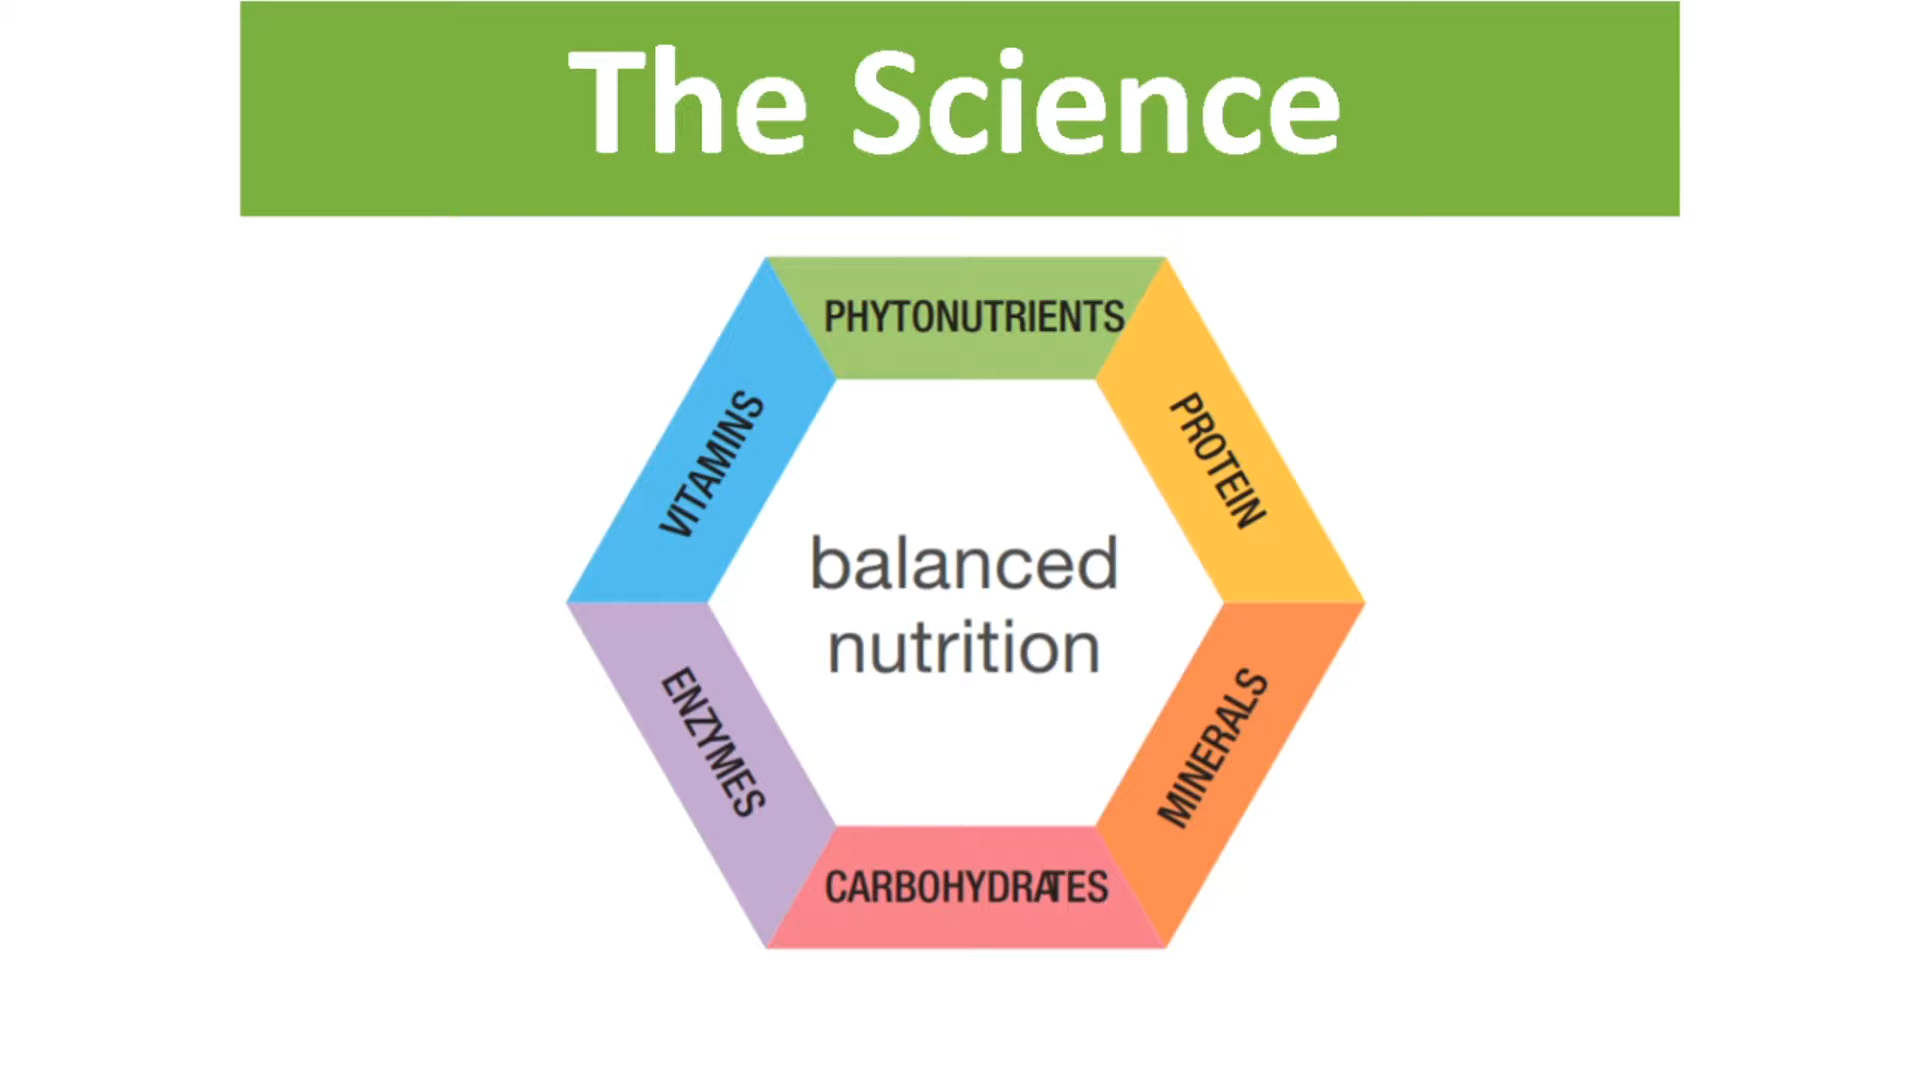 The Science
PHYTONUTRIENTS
VITAMINS
PROTEIN
balanced
nutrition
ENZYMES
MINERALS
CARBOHYDRATES